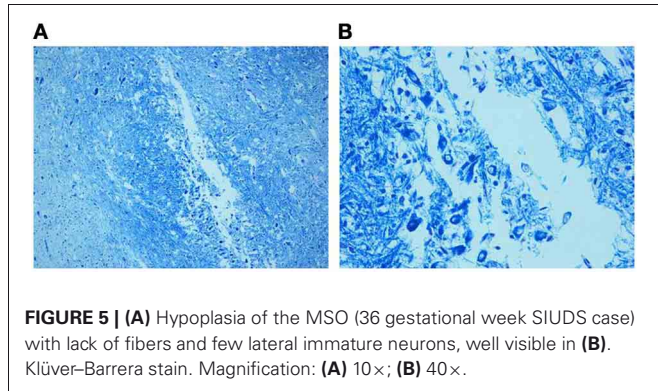 A B
FIGURE 5 | (A) Hypoplasia of the MSO (36 gestational week SIUDS case)
with lack of fibers and few lateral immature neurons, well visible in (B).
Klüver–Barrera stain. Magnification: (A) 10×; (B) 40×.